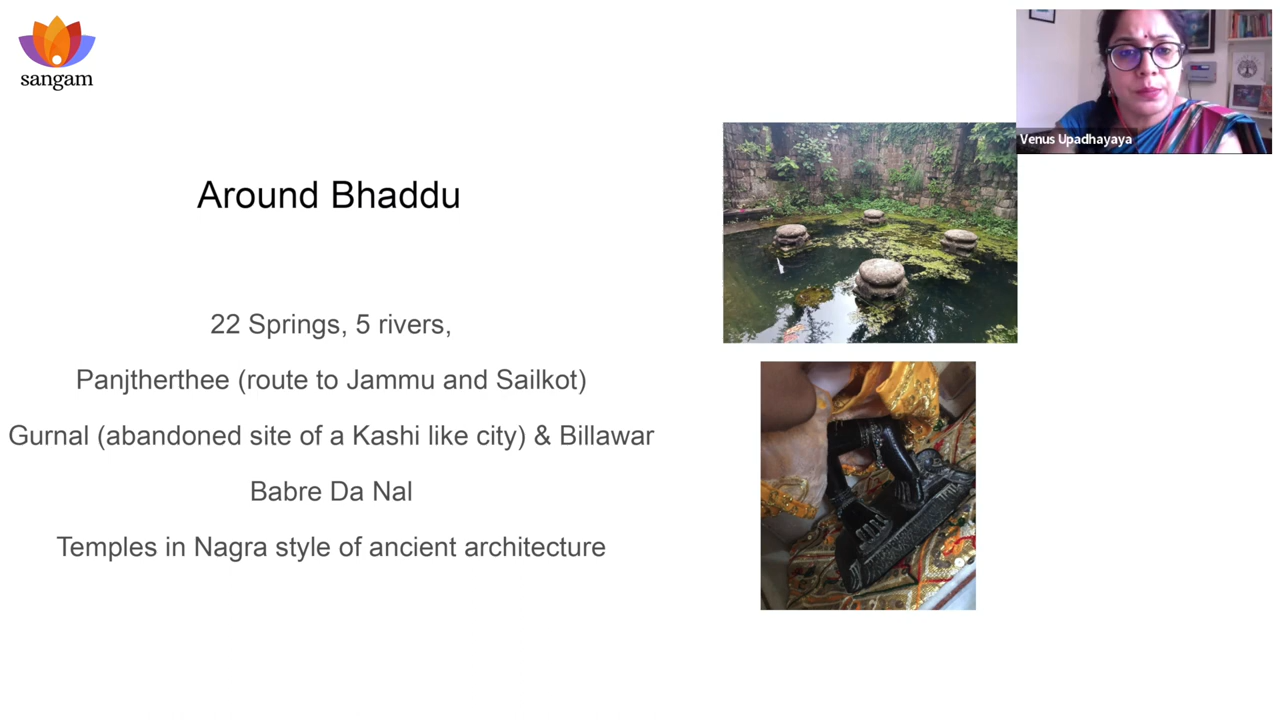 sangam
Venus Upadhayaya
Around Bhaddu
22 Springs, 5 rivers,
Panjtherthee (route to Jammu and Sailkot)
Gurnal (abandoned site of a Kashi like city) & Billawar
Babre Da Nal
Temples in Nagra style of ancient architecture